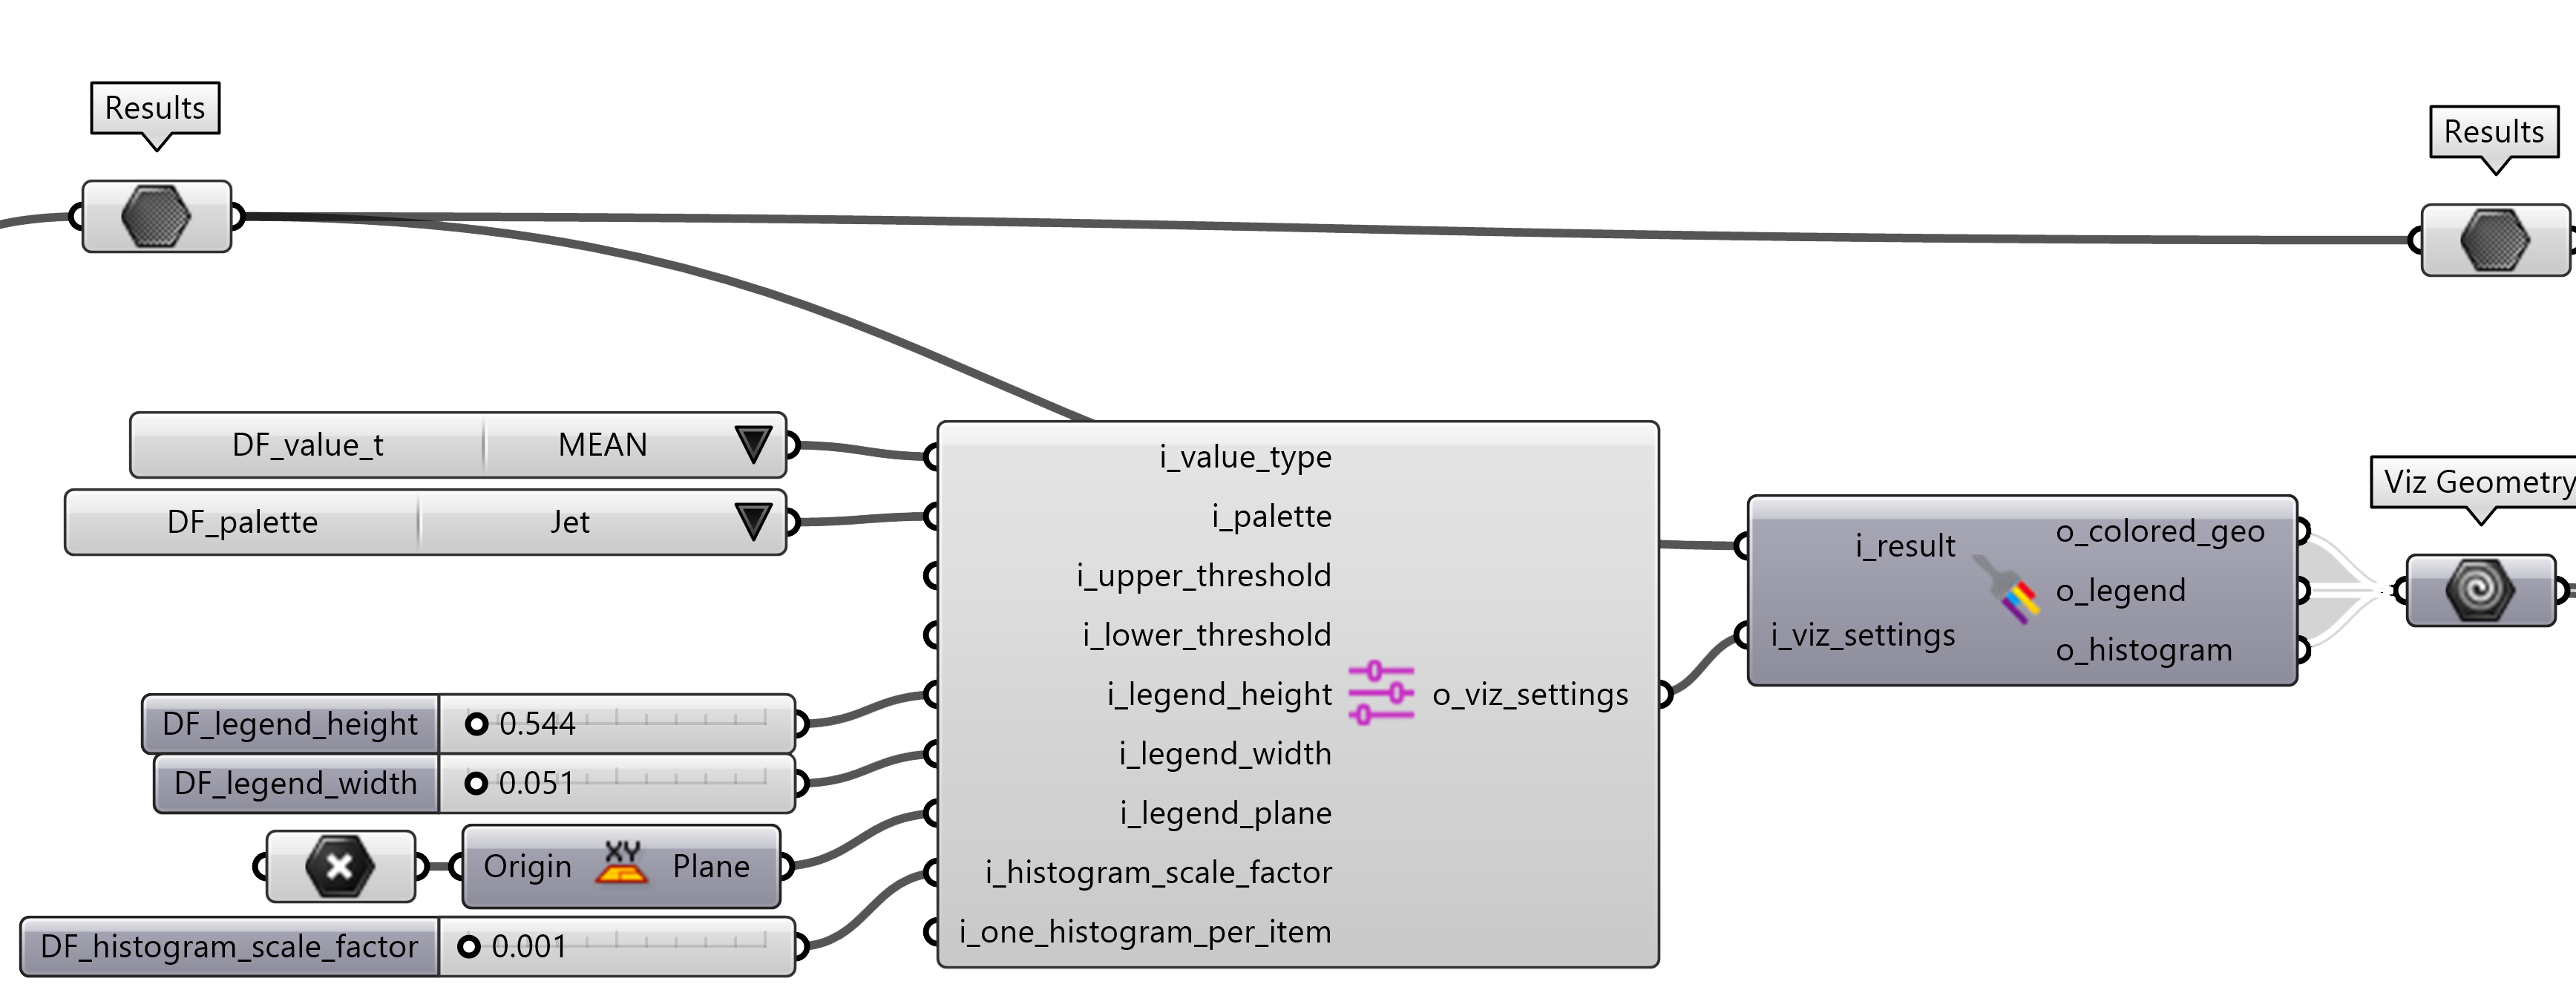 Results
Results
DF_value_t MEAN
DF_palette Jet
i_value_type
i_palette
i_upper_threshold
i_lower_threshold
i_legend_height
i_legend_width
i_legend_plane
i_histogram_scale_factor
i_one_histogram_per_item
o_viz_settings
DF_legend_height 0.544
DF_legend_width 0.051
Origin XY Plane
DF_histogram_scale_factor 0.001
i_result
i_viz_settings
o_colored_geo
o_legend
o_histogram
Viz Geometry